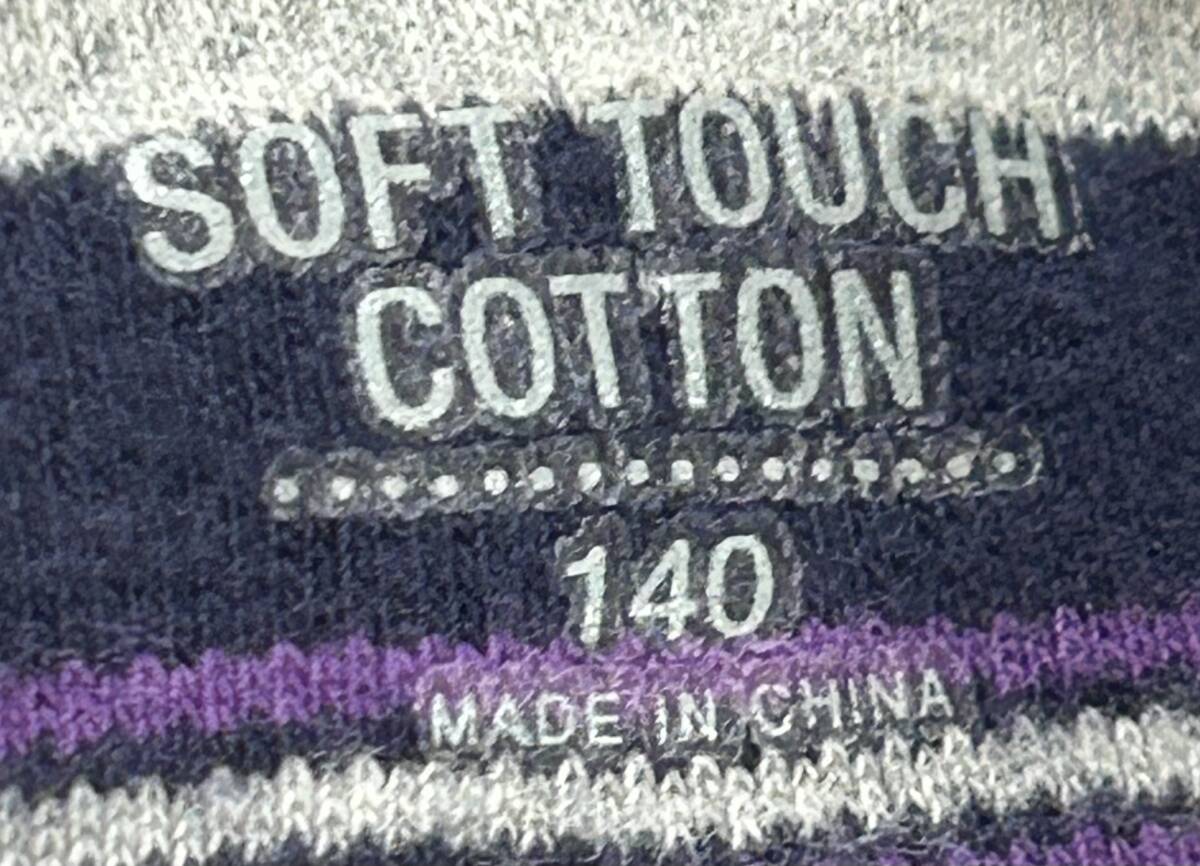 SOFT TOUCH
COTTON
140
MADE IN CHINA